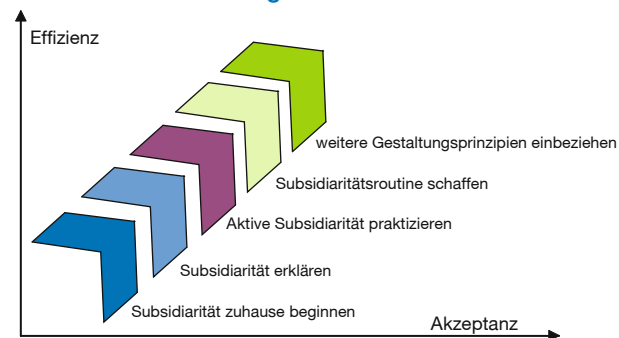 Effizienz
weitere Gestaltungsprinzipien einbeziehen
Subsidiaritätsroutine schaffen
Aktive Subsidiarität praktizieren
Subsidiarität erklären
Subsidiarität zuhause beginnen
Akzeptanz